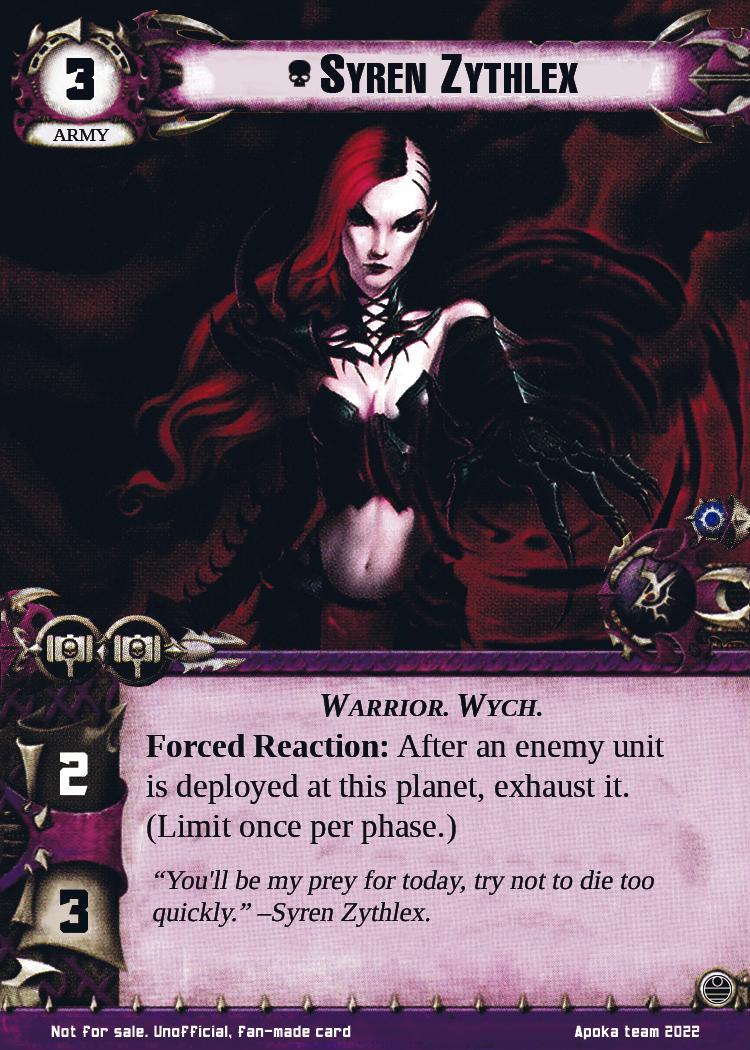 3
ARMY
SYREN ZYTHLEX
WARRIOR. WYCH.
Forced Reaction: After an enemy unit
is deployed at this planet, exhaust it.
(Limit once per phase.)
2
3
“You'll be my prey for today, try not to die too
quickly.” –Syren Zythlex.
Not for sale. Unofficial, fan-made card
Apoka team 2022